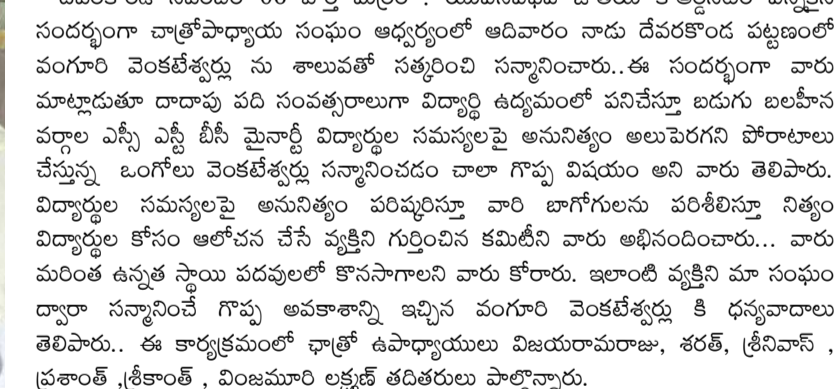 సందర్భంగా ఛాత్రోపాధ్యాయ సంఘం ఆధ్వర్యంలో ఆదివారం నాడు దేవరకొండ పట్టణంలో
వంగూరి వెంకటేశ్వర్లు ను శాలువతో సత్కరించి సన్మానించారు..ఈ సందర్భంగా వారు
మాట్లాడుతూ దాదాపు పది సంవత్సరాలుగా విద్యార్థి ఉద్యమంలో పనిచేస్తూ బడుగు బలహీన
వర్గాల ఎస్సీ ఎస్టీ బీసీ మైనార్టీ విద్యార్థుల సమస్యలపై అనునిత్యం అలుపెరగని పోరాటాలు
చేస్తున్న ఒంగోలు వెంకటేశ్వర్లు సన్మానించడం చాలా గొప్ప విషయం అని వారు తెలిపారు.
విద్యార్థుల సమస్యలపై అనునిత్యం పరిష్కరిస్తూ వారి బాగోగులను పరిశీలిస్తూ నిత్యం
విద్యార్థుల కోసం ఆలోచన చేసే వ్యక్తిని గుర్తించిన కమిటీని వారు అభినందించారు... వారు
మరింత ఉన్నత స్థాయి పదవులలో కొనసాగాలని వారు కోరారు. ఇలాంటి వ్యక్తిని మా సంఘం
ద్వారా సన్మానించే గొప్ప అవకాశాన్ని ఇచ్చిన వంగూరి వెంకటేశ్వర్లు కి ధన్యవాదాలు
తెలిపారు.. ఈ కార్యక్రమంలో ఛాత్రో ఉపాధ్యాయులు విజయరామరాజు, శరత్, శ్రీనివాస్ ,
ప్రశాంత్ ,శ్రీకాంత్ , వింజమూరి లక్ష్మణ్ తదితరులు పాల్గొన్నారు.